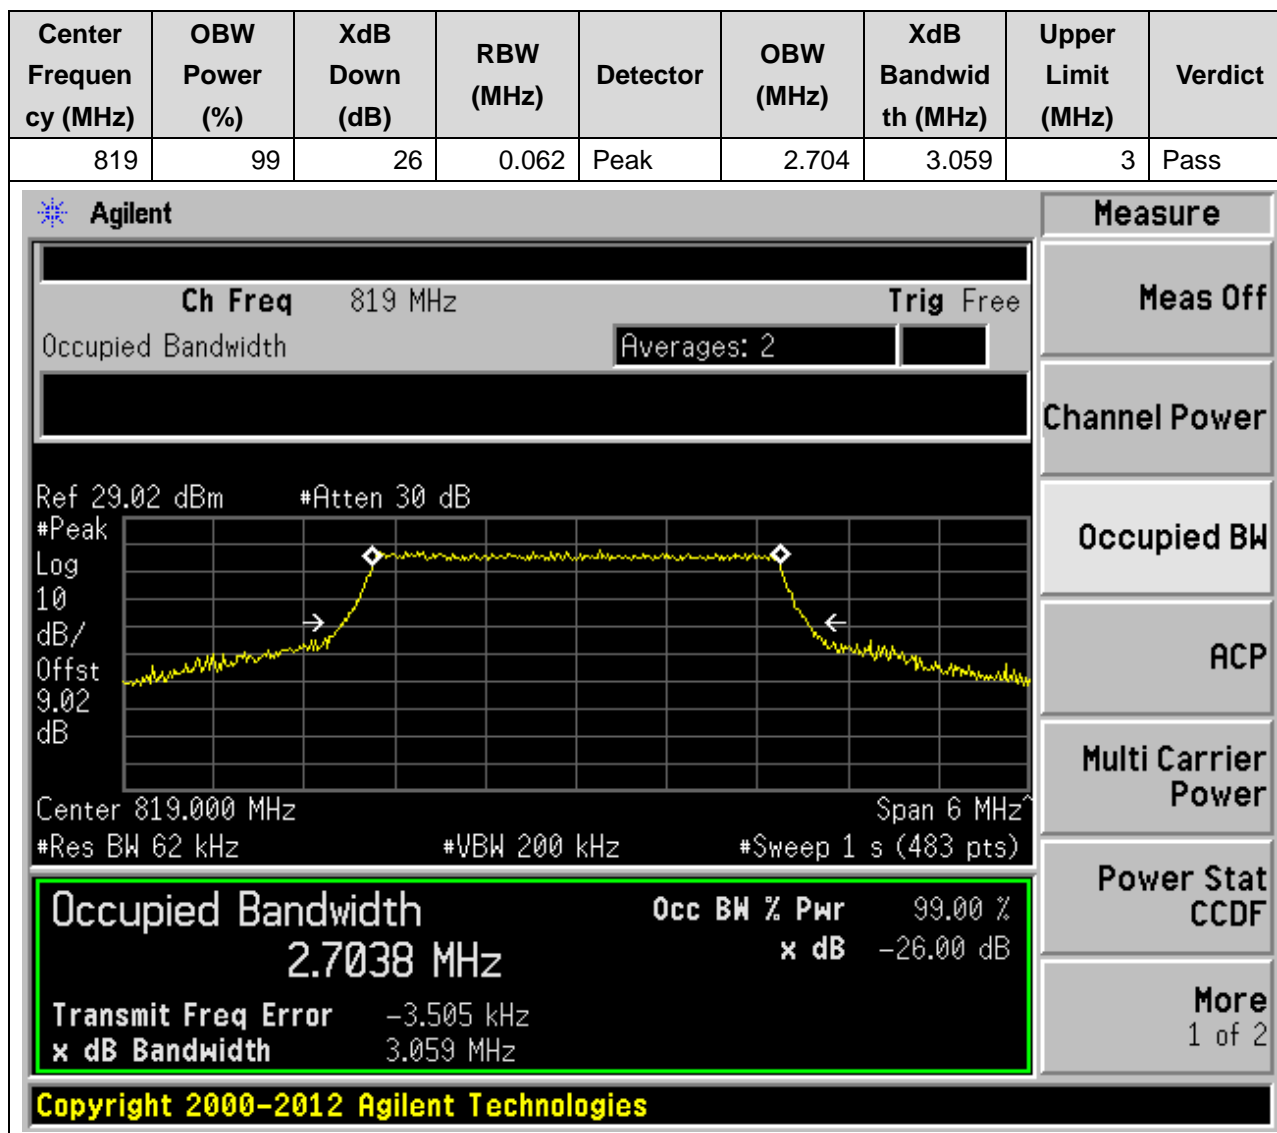 Center Frequen cy (MHz) | OBW Power (%) | XdB Down (dB) | RBW (MHz) | Detector | OBW (MHz) | XdB Bandwid th (MHz) | Upper Limit (MHz) | Verdict
819 | 99 | 26 | 0.062 | Peak | 2.704 | 3.059 | 3 | Pass
Agilent
Ch Freq 819 MHz Trig Free
Occupied Bandwidth Averages: 2
Ref 29.02 dBm #Atten 30 dB
#Peak
Log
10
dB/
Offst
9.02
dB
Center 819.000 MHz Span 6 MHz^
#Res BW 62 kHz #VBW 200 kHz #Sweep 1 s (483 pts)
Occupied Bandwidth
2.7038 MHz
Occ BW % Pwr 99.00 %
x dB -26.00 dB
Transmit Freq Error -3.505 kHz
x dB Bandwidth 3.059 MHz
Copyright 2000-2012 Agilent Technologies
Measure
Meas Off
Channel Power
Occupied BW
ACP
Multi Carrier
Power
Power Stat
CCDF
More
1 of 2